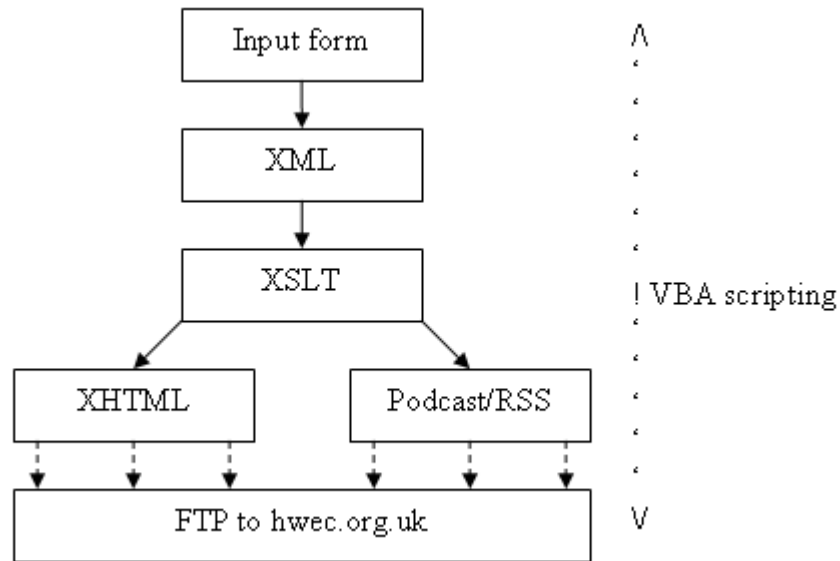 Input form
XML
XSLT
! VBA scripting
XHTML
Podcast/RSS
FTP to hwec.org.uk